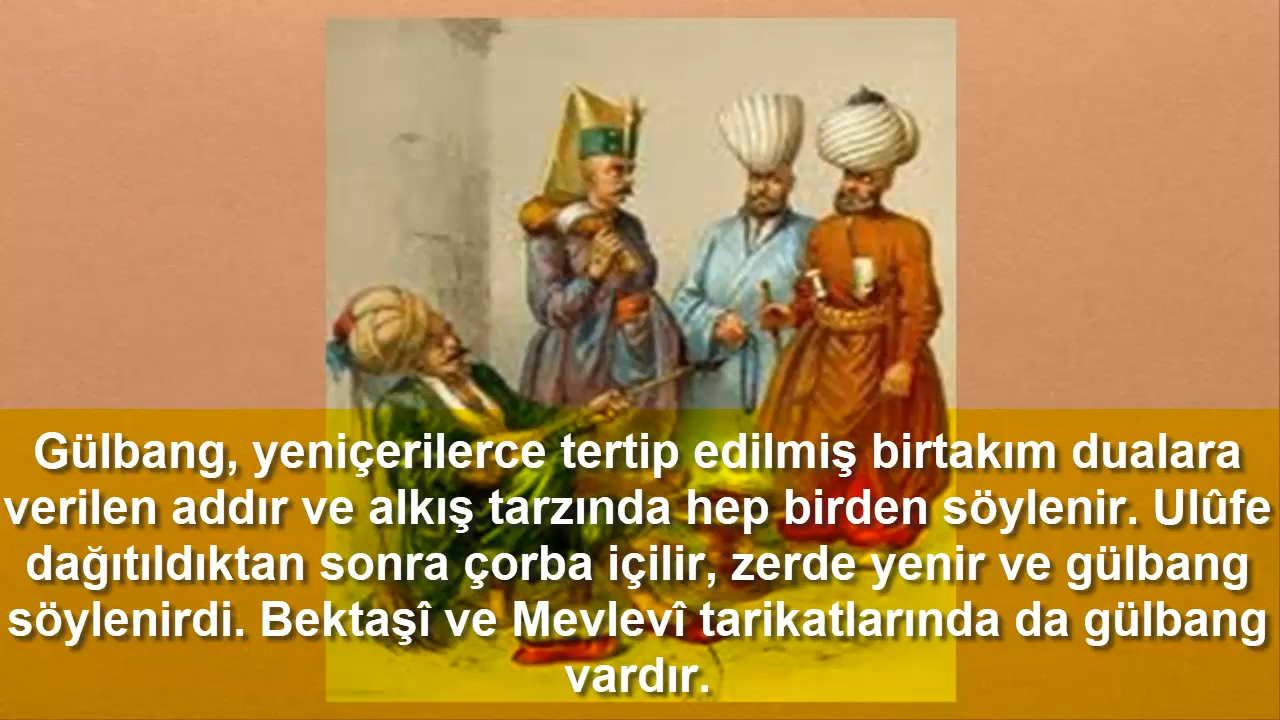 Gülbang, yeniçerilerce tertip edilmiş birtakım dualara
verilen addır ve alkış tarzında hep birden söylenir. Ulûfe
dağıtıldıktan sonra çorba içilir, zerde yenir ve gülbang
söylenirdi. Bektaşî ve Mevlevî tarikatlarında da gülbang
vardır.